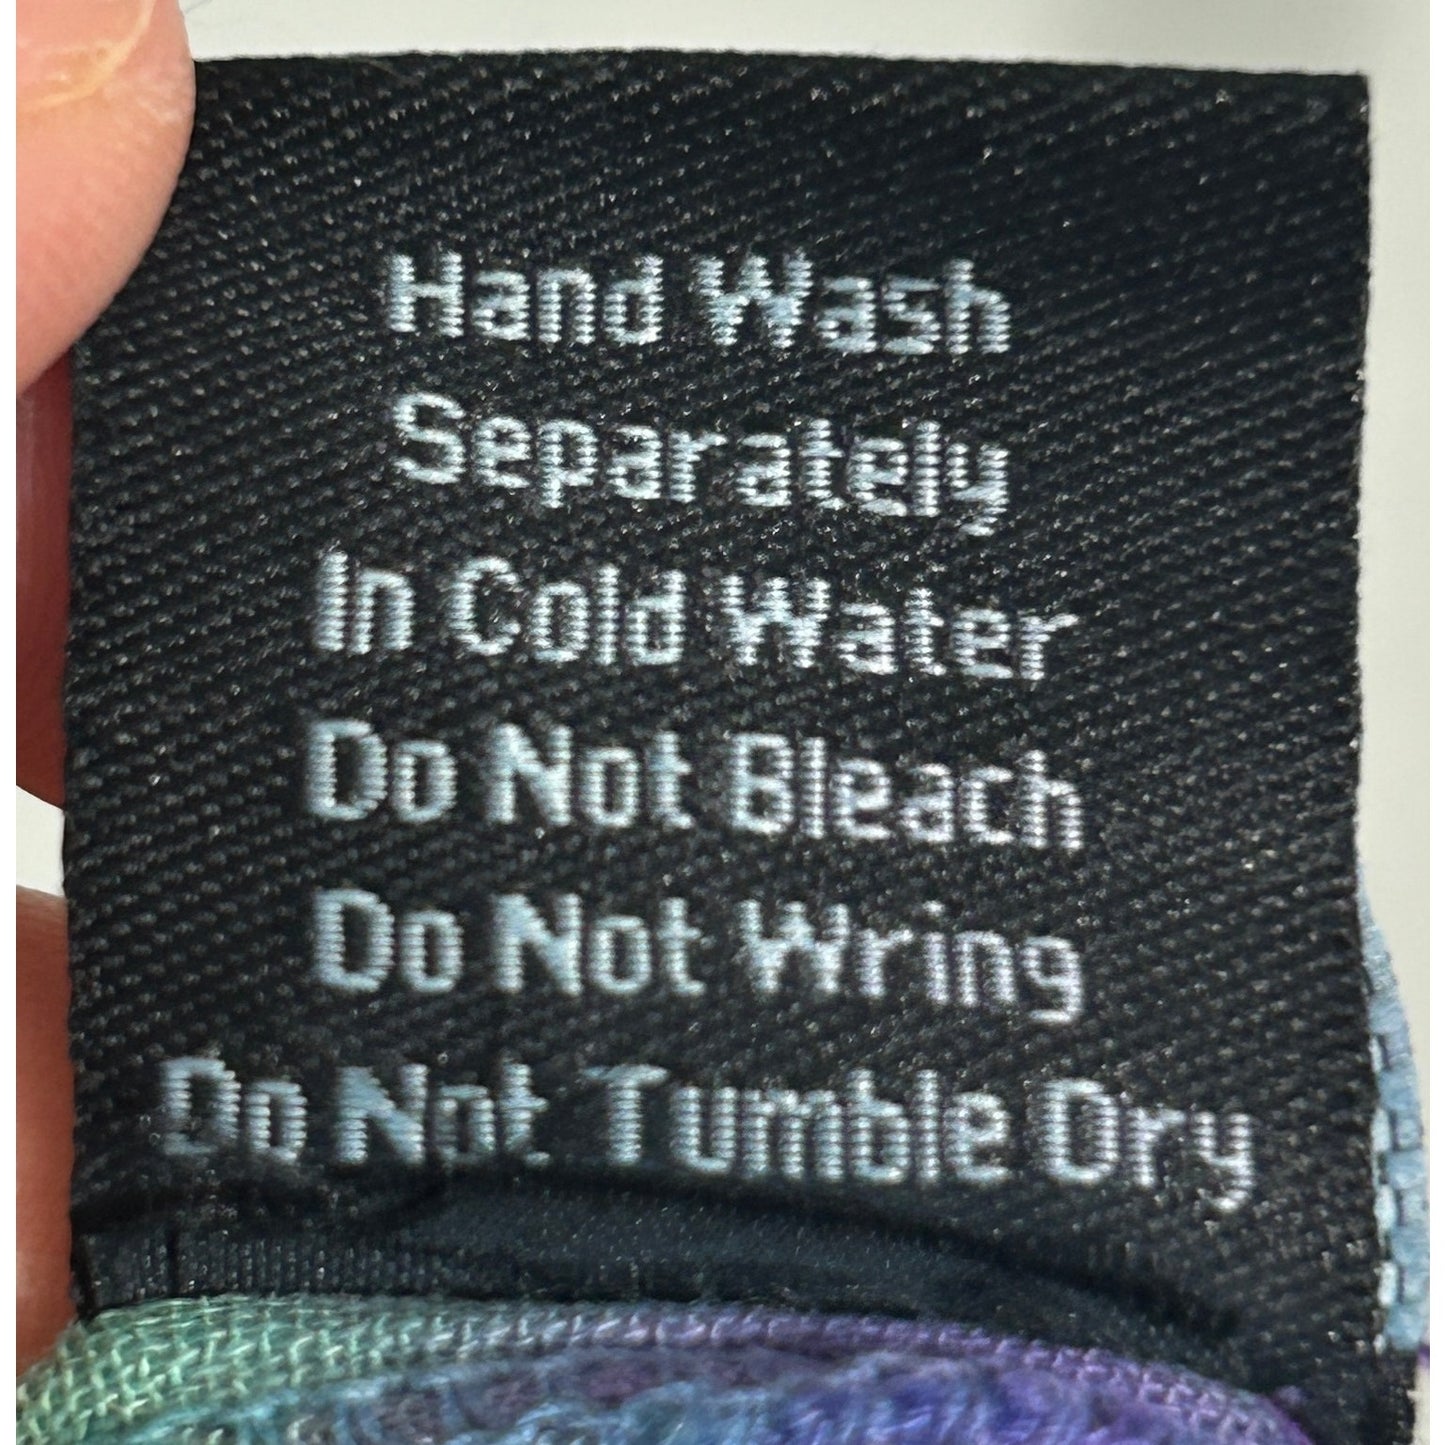 Hand Wash
Separately
In Cold Water
Do Not Bleach
Do Not Wring
Do Not Tumble Dry